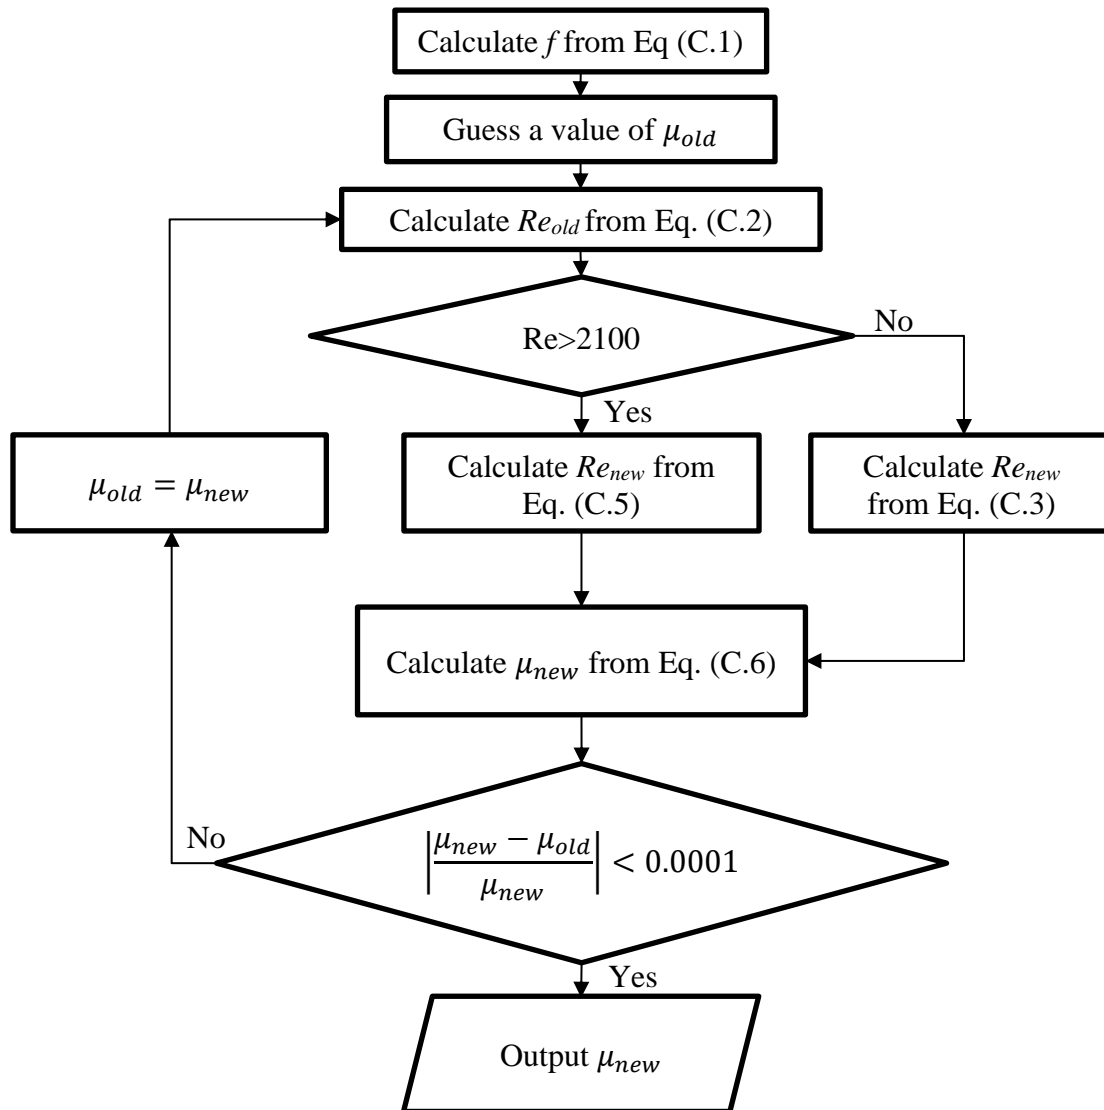 Calculate f from Eq (C.1)
Guess a value of μ_old
Calculate Re_old from Eq. (C.2)
Re>2100
No
Yes
μ_old = μ_new
Calculate Re_new from
Eq. (C.5)
Calculate Re_new
from Eq. (C.3)
Calculate μ_new from Eq. (C.6)
No
|(μ_new − μ_old)/μ_new| < 0.0001
Yes
Output μ_new